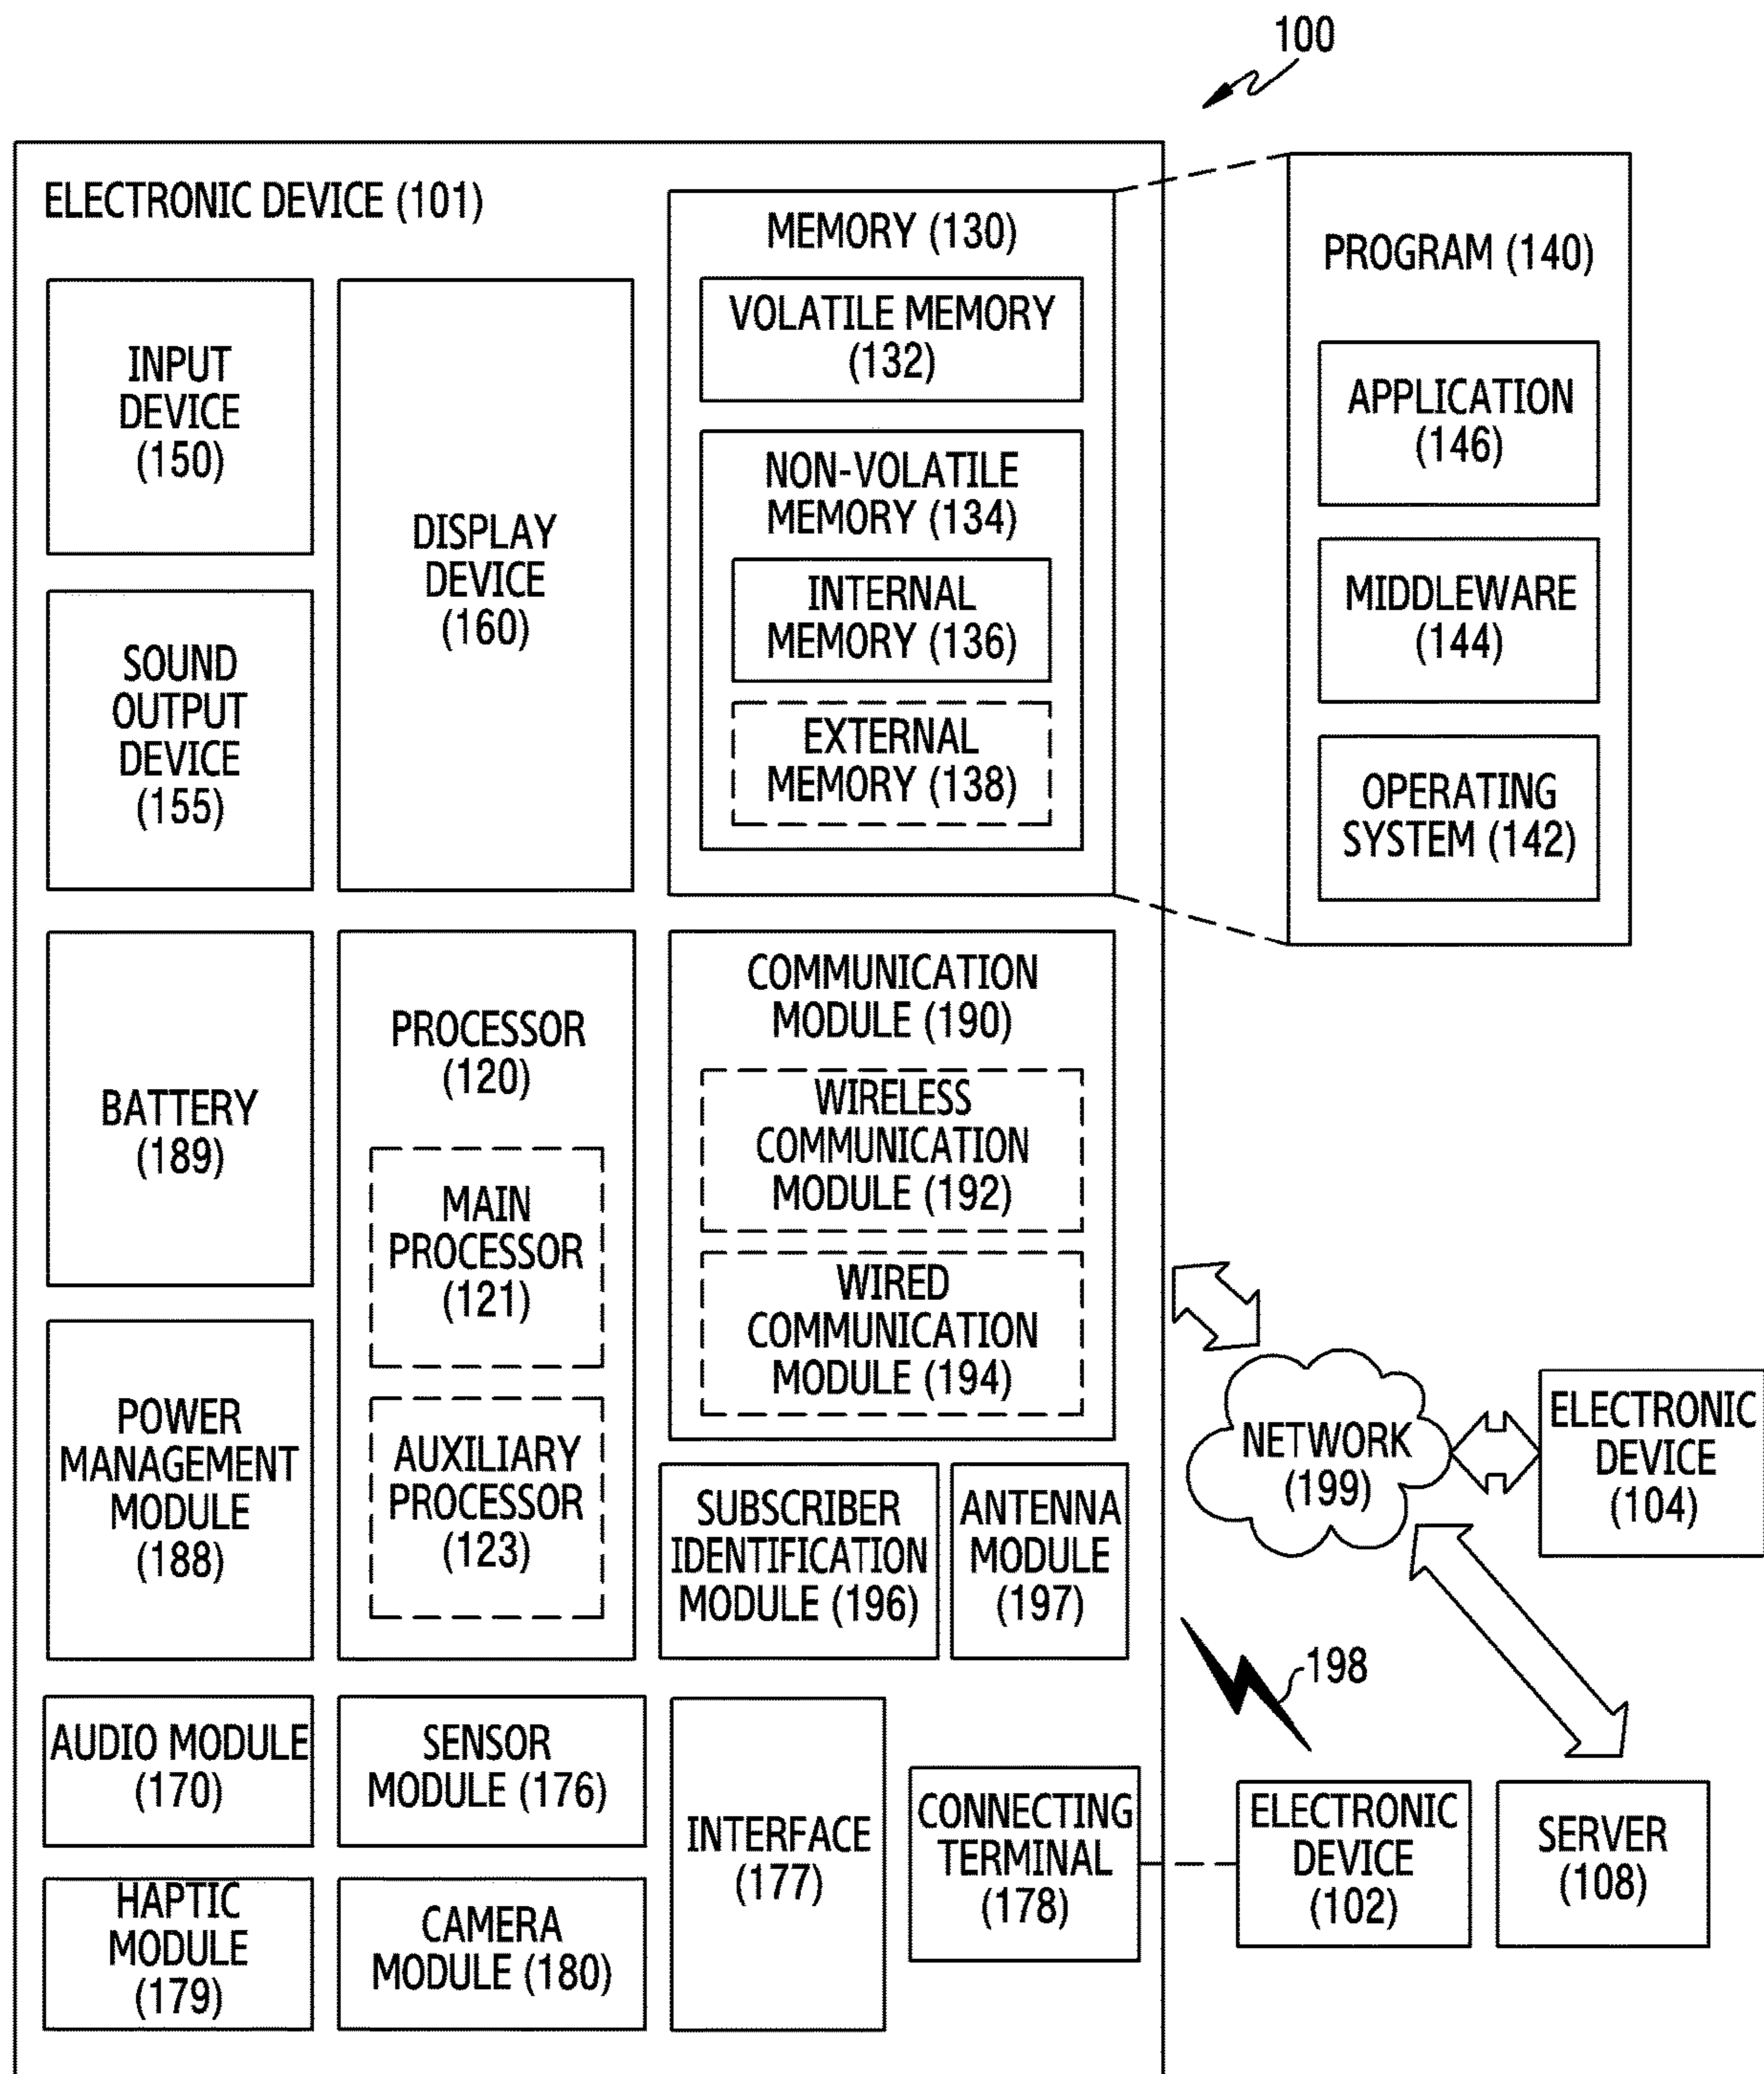 100
ELECTRONIC DEVICE (101)
INPUT
DEVICE
(150)
SOUND
OUTPUT
DEVICE
(155)
DISPLAY
DEVICE
(160)
MEMORY (130)
VOLATILE MEMORY
(132)
NON-VOLATILE
MEMORY (134)
INTERNAL
MEMORY (136)
EXTERNAL
MEMORY (138)
PROGRAM (140)
APPLICATION
(146)
MIDDLEWARE
(144)
OPERATING
SYSTEM (142)
BATTERY
(189)
POWER
MANAGEMENT
MODULE
(188)
PROCESSOR
(120)
MAIN
PROCESSOR
(121)
AUXILIARY
PROCESSOR
(123)
COMMUNICATION
MODULE (190)
WIRELESS
COMMUNICATION
MODULE (192)
WIRED
COMMUNICATION
MODULE (194)
SUBSCRIBER
IDENTIFICATION
MODULE (196)
ANTENNA
MODULE
(197)
NETWORK
(199)
ELECTRONIC
DEVICE
(104)
198
AUDIO MODULE
(170)
SENSOR
MODULE (176)
HAPTIC
MODULE
(179)
CAMERA
MODULE (180)
INTERFACE
(177)
CONNECTING
TERMINAL
(178)
ELECTRONIC
DEVICE
(102)
SERVER
(108)